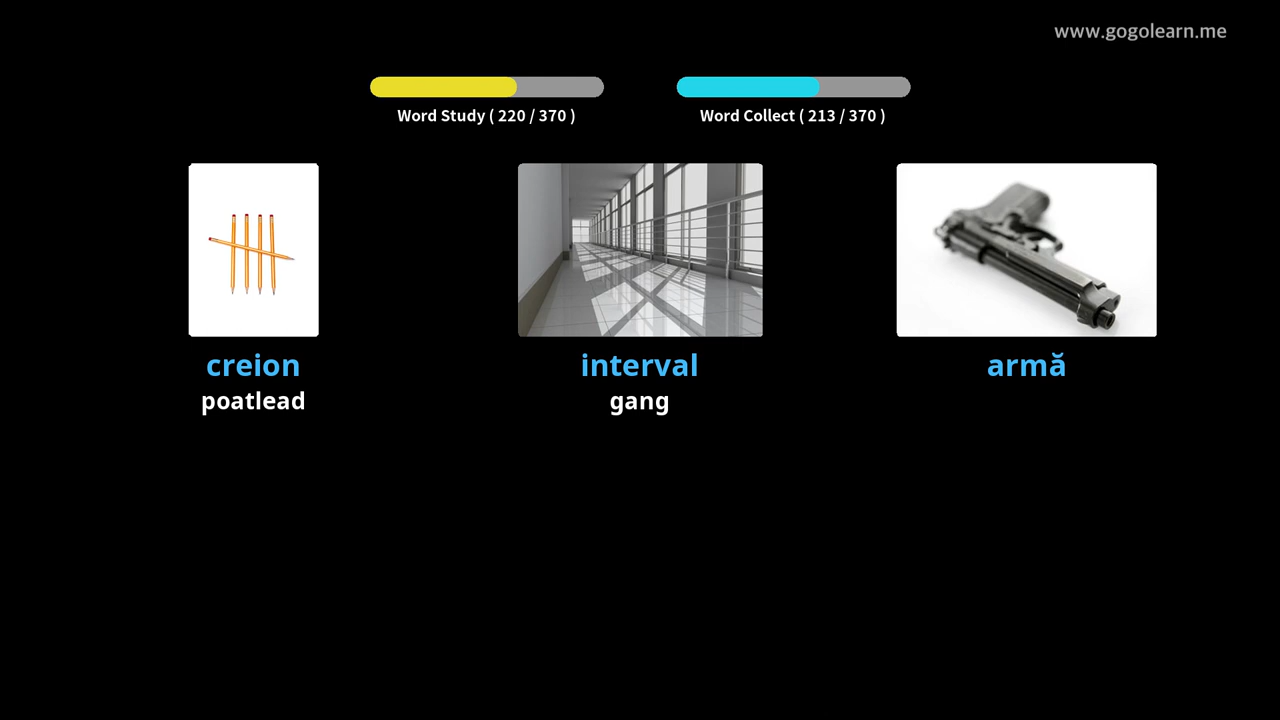 www.gogolearn.me
Word Study ( 220 / 370 )
Word Collect ( 213 / 370 )
creion
interval
armă
poatlead
gang